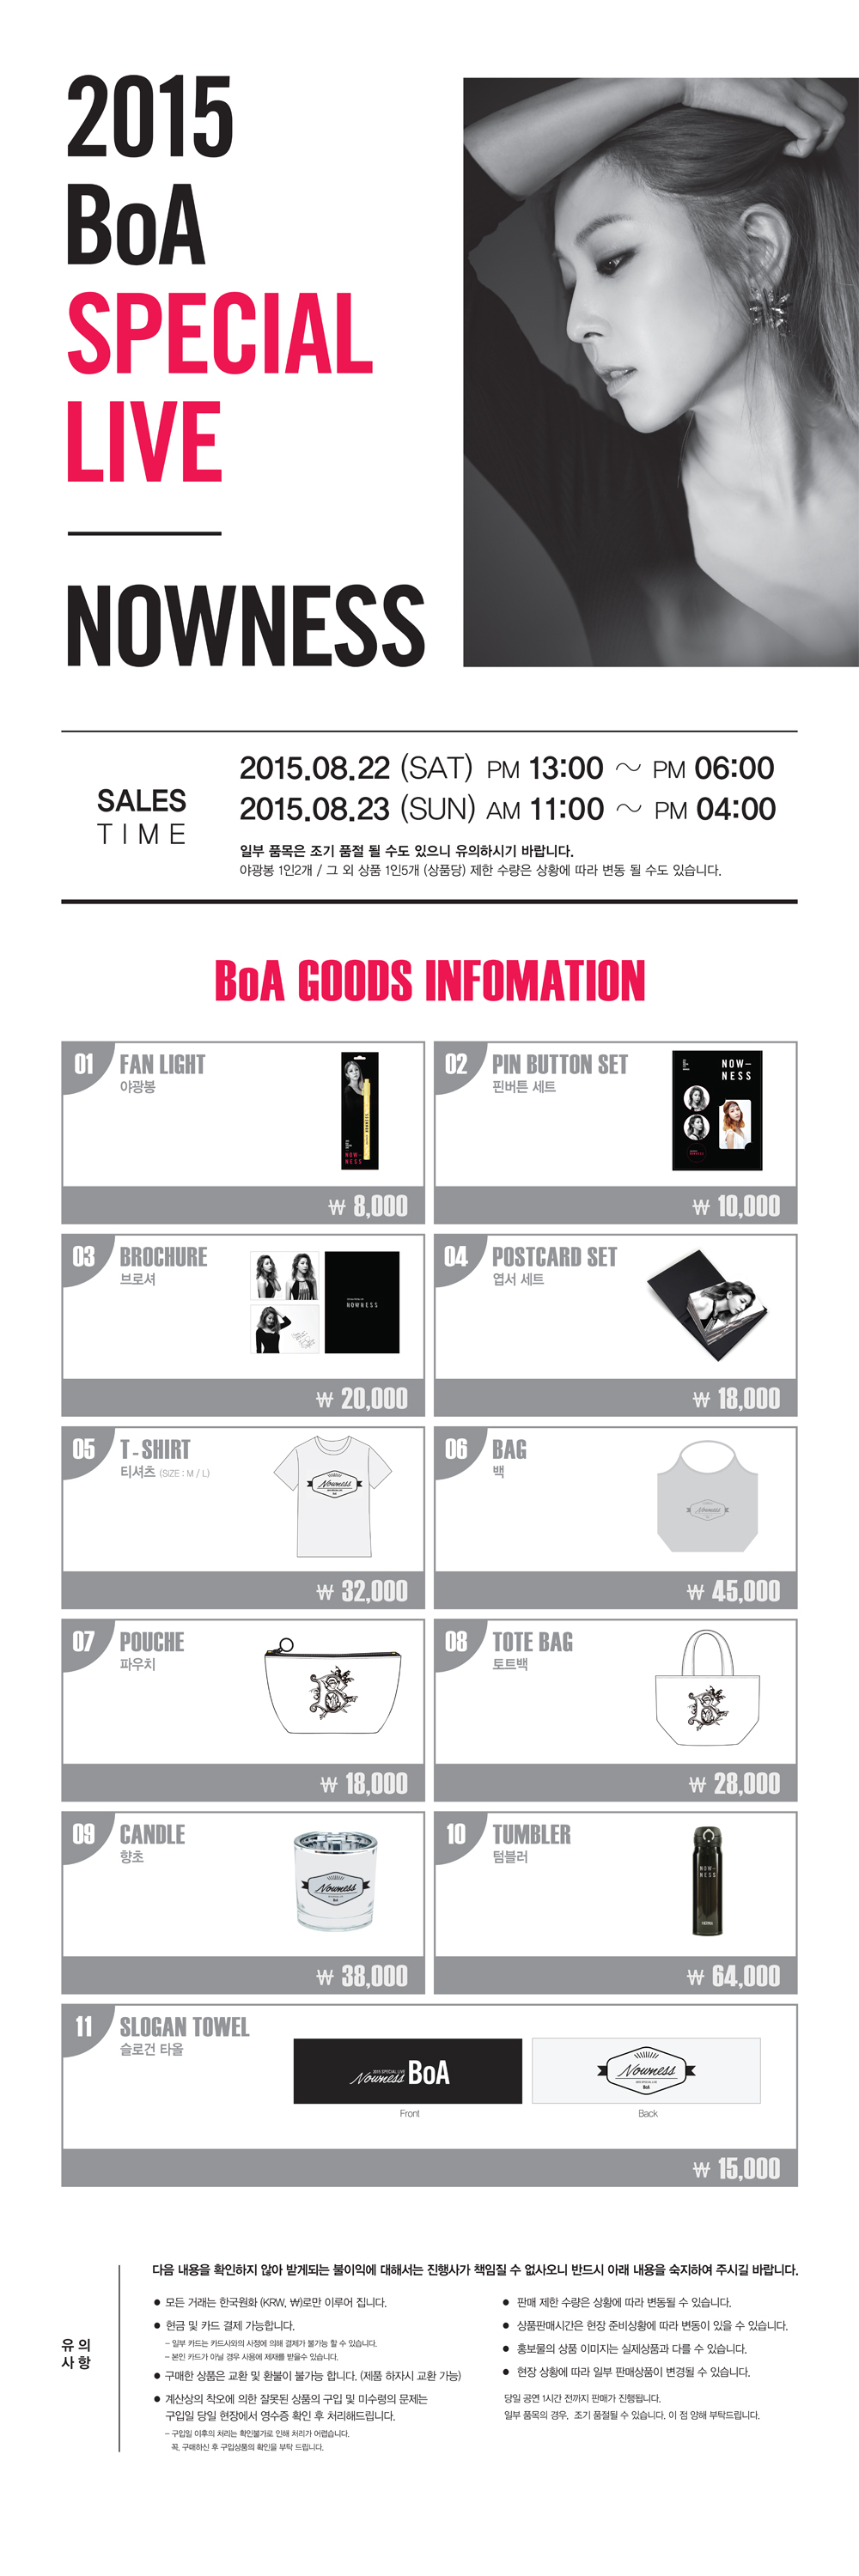 2015
BoA
SPECIAL
LIVE
NOWNESS
SALES
TIME
2015.08.22 (SAT) PM 13:00 ~ PM 06:00
2015.08.23 (SUN) AM 11:00 ~ PM 04:00
일부 품목은 조기 품절 될 수도 있으니 유의하시기 바랍니다.
야광봉 1인2개 / 그 외 상품 1인5개 (상품당) 제한 수량은 상황에 따라 변동 될 수도 있습니다.
BoA GOODS INFOMATION
01 FAN LIGHT
야광봉
NOW-
NESS
₩ 8,000
02 PIN BUTTON SET
핀버튼 세트
NOW-
NESS
₩ 10,000
03 BROCHURE
브로셔
NOWNESS
₩ 20,000
04 POSTCARD SET
엽서 세트
₩ 18,000
05 T-SHIRT
티셔츠 (SIZE : M / L)
Nowness
₩ 32,000
06 BAG
백
Nowness
₩ 45,000
07 POUCHE
파우치
B
₩ 18,000
08 TOTE BAG
토트백
B
₩ 28,000
09 CANDLE
향초
Nowness
BoA
₩ 38,000
10 TUMBLER
텀블러
NOW-
NESS
₩ 64,000
11 SLOGAN TOWEL
슬로건 타올
2015 SPECIAL LIVE
Nowness BoA
Front
Nowness
BoA
Back
₩ 15,000
유 의
사 항
다음 내용을 확인하지 않아 받게되는 불이익에 대해서는 진행사가 책임질 수 없사오니 반드시 아래 내용을 숙지하여 주시길 바랍니다.
● 모든 거래는 한국원화 (KRW, ₩)로만 이루어 집니다.
● 현금 및 카드 결제 가능합니다.
– 일부 카드는 카드사와의 사정에 의해 결제가 불가능 할 수 있습니다.
– 본인 카드가 아닐 경우 사용에 제재를 받을수 있습니다.
● 구매한 상품은 교환 및 환불이 불가능 합니다. (제품 하자시 교환 가능)
● 계산상의 착오에 의한 잘못된 상품의 구입 및 미수령의 문제는
구입일 당일 현장에서 영수증 확인 후 처리해드립니다.
– 구입일 이후의 처리는 확인불가로 인해 처리가 어렵습니다.
꼭, 구매하신 후 구입상품의 확인을 부탁 드립니다.
● 판매 제한 수량은 상황에 따라 변동될 수 있습니다.
● 상품판매시간은 현장 준비상황에 따라 변동이 있을 수 있습니다.
● 홍보물의 상품 이미지는 실제상품과 다를 수 있습니다.
● 현장 상황에 따라 일부 판매상품이 변경될 수 있습니다.
당일 공연 1시간 전까지 판매가 진행됩니다.
일부 품목의 경우, 조기 품절될 수 있습니다. 이 점 양해 부탁드립니다.